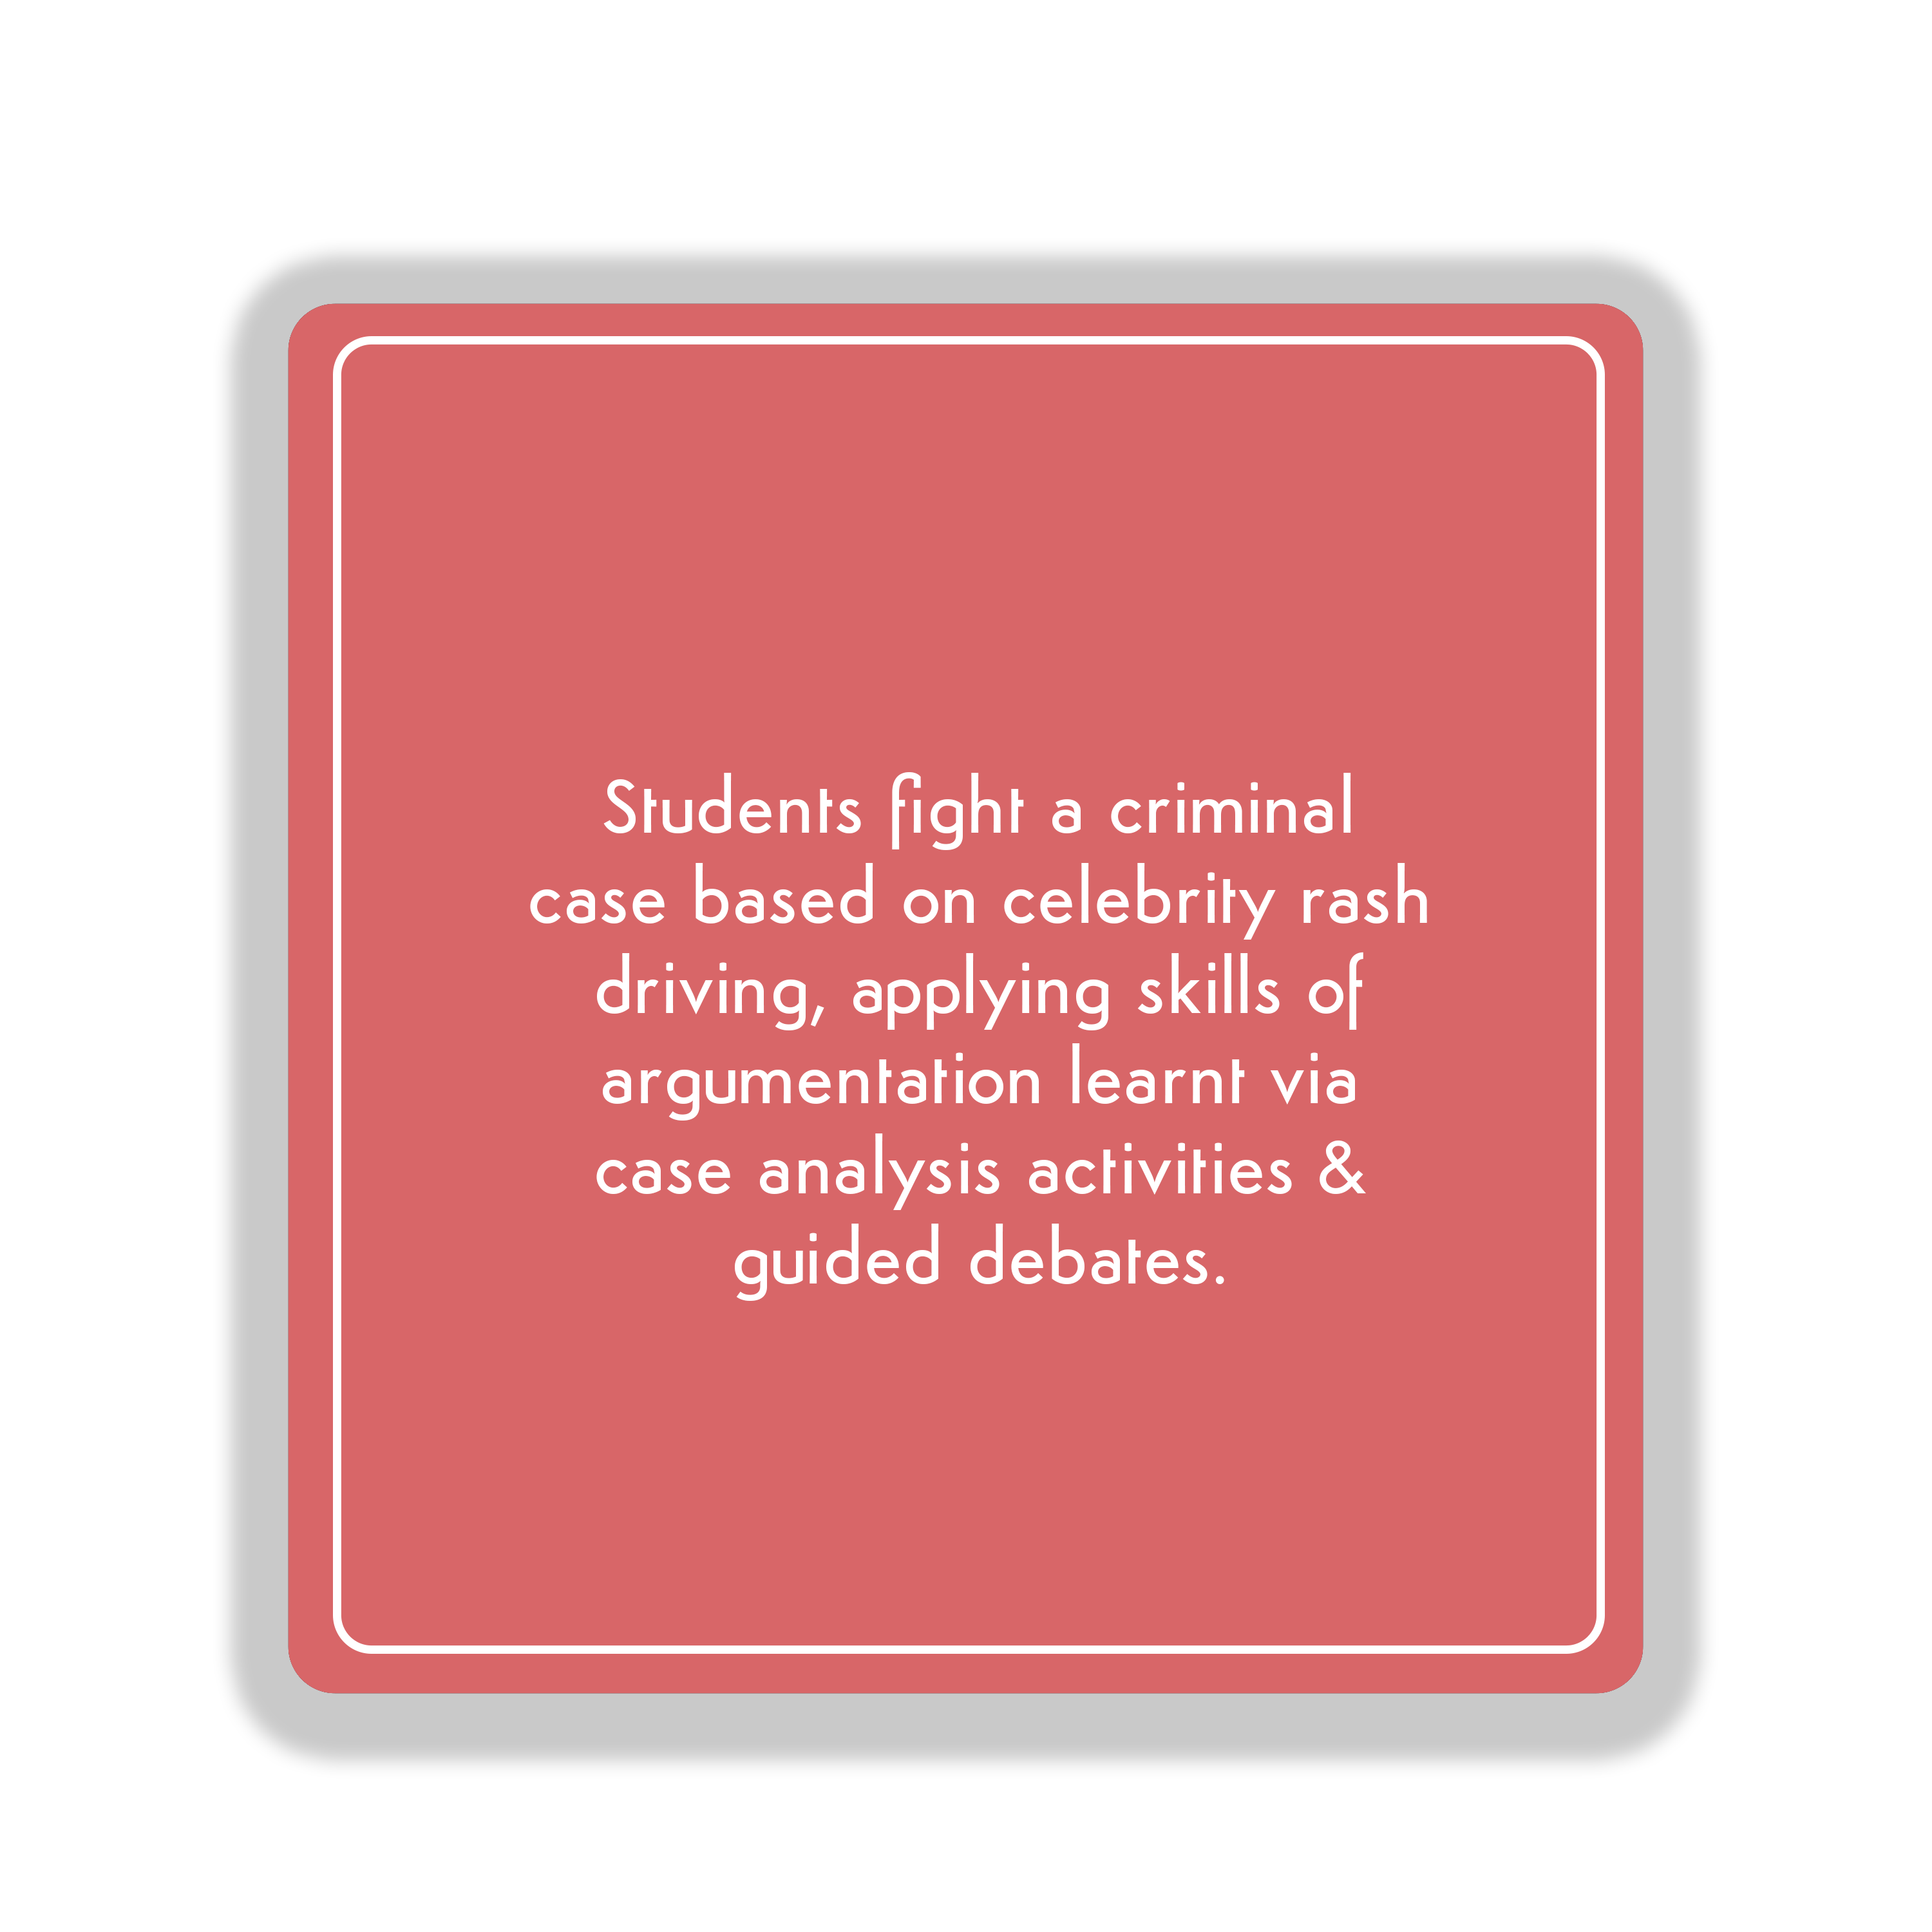 Students fight a criminal
case based on celebrity rash
driving, applying skills of
argumentation learnt via
case analysis activities &
guided debates.